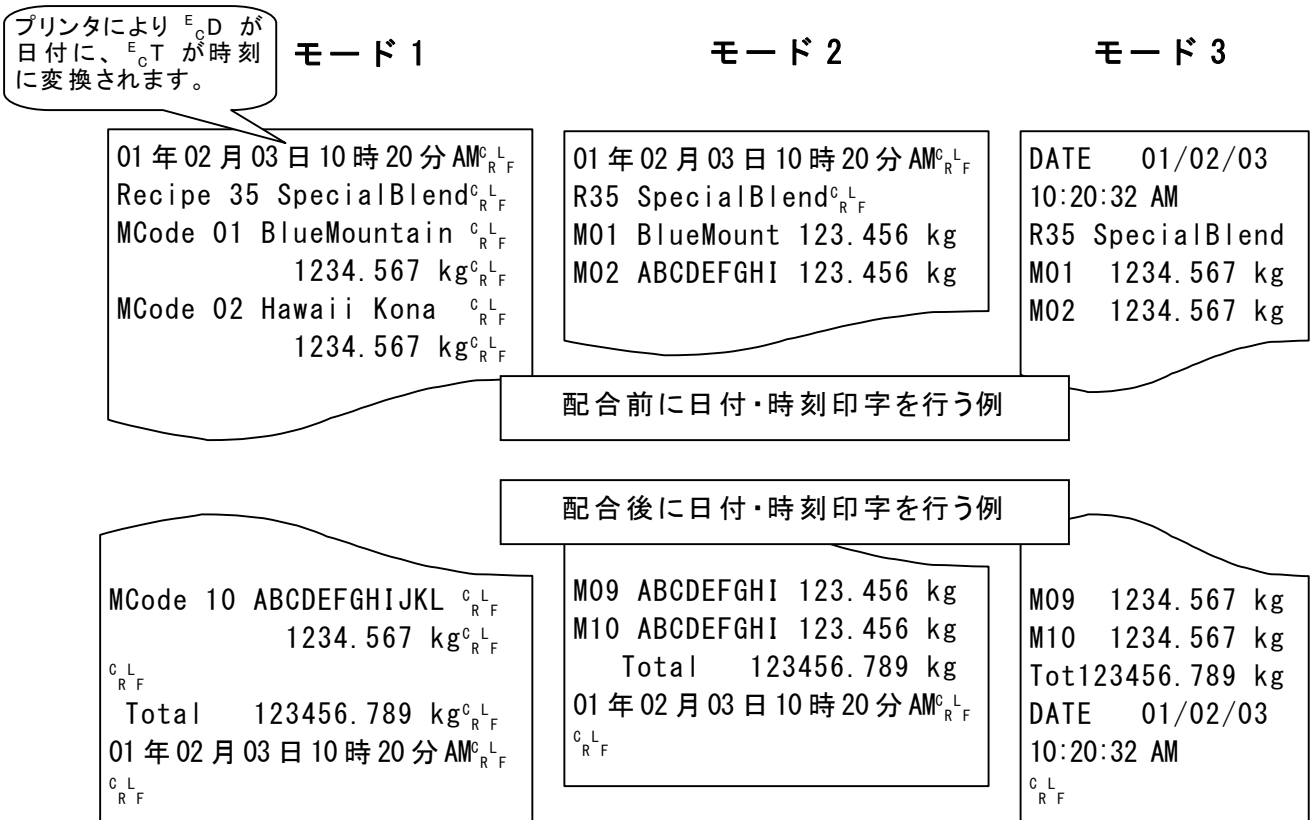 プリンタにより ᴱcD が
日付に、ᴱcT が時刻
に変換されます。
モード1
モード2
モード3
01年02月03日10時20分AMCRLF
Recipe 35 SpecialBlendCRLF
MCode 01 BlueMountain CRLF
1234.567 kgCRLF
MCode 02 Hawaii Kona CRLF
1234.567 kgCRLF
01年02月03日10時20分AMCRLF
R35 SpecialBlendCRLF
M01 BlueMount 123.456 kg
M02 ABCDEFGHI 123.456 kg
DATE 01/02/03
10:20:32 AM
R35 SpecialBlend
M01 1234.567 kg
M02 1234.567 kg
配合前に日付・時刻印字を行う例
配合後に日付・時刻印字を行う例
MCode 10 ABCDEFGHIJKL CRLF
1234.567 kgCRLF
CRLF
Total 123456.789 kgCRLF
01年02月03日10時20分AMCRLF
CRLF
M09 ABCDEFGHI 123.456 kg
M10 ABCDEFGHI 123.456 kg
Total 123456.789 kg
01年02月03日10時20分AMCRLF
CRLF
M09 1234.567 kg
M10 1234.567 kg
Tot123456.789 kg
DATE 01/02/03
10:20:32 AM
CRLF